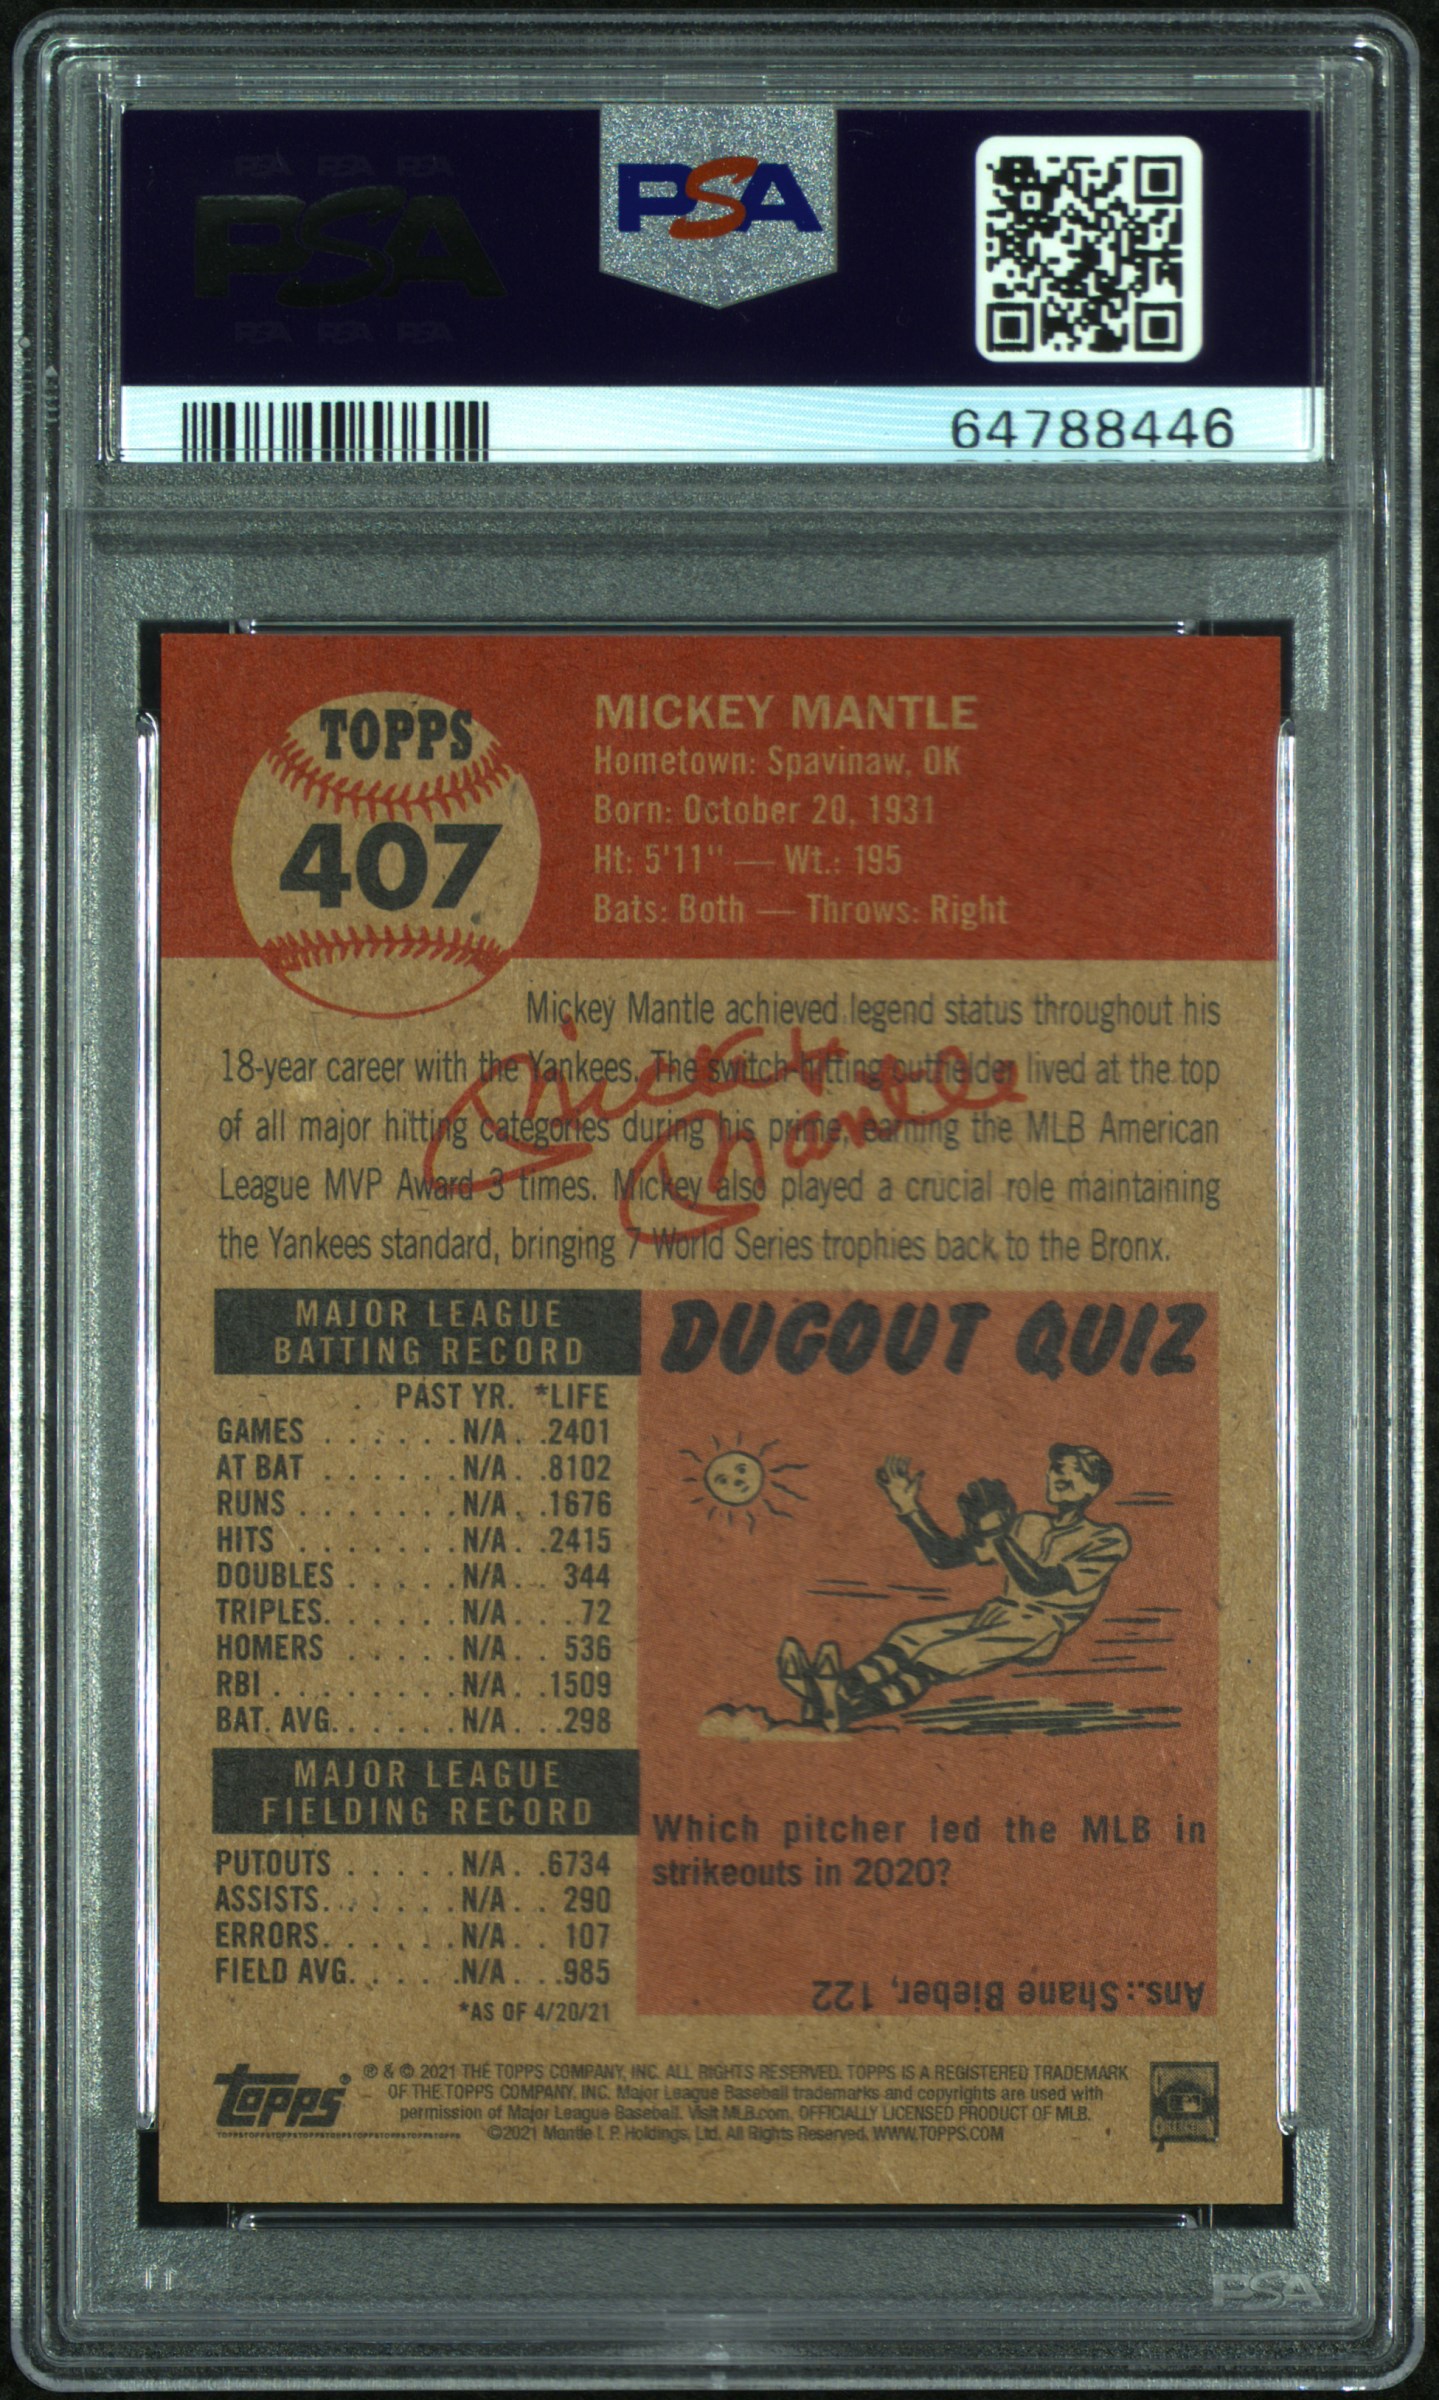 PSA PSA PSA
PSA
PSA PSA PSA
PSA
64788446
TOPPS
407
MICKEY MANTLE
Hometown: Spavinaw, OK
Born: October 20, 1931
Ht: 5'11" — Wt.: 195
Bats: Both — Throws: Right
Mickey Mantle achieved legend status throughout his
18-year career with the Yankees. The switch-hitting outfielder lived at the top
of all major hitting categories during his prime, earning the MLB American
League MVP Award 3 times. Mickey also played a crucial role maintaining
the Yankees standard, bringing 7 World Series trophies back to the Bronx.
Mickey
Mantle
MAJOR LEAGUE
BATTING RECORD
PAST YR. *LIFE
GAMES . . . . . . N/A . . 2401
AT BAT . . . . . . N/A . . 8102
RUNS . . . . . . . N/A . . 1676
HITS . . . . . . . N/A . . 2415
DOUBLES . . . . . N/A . . 344
TRIPLES. . . . . . N/A . . . 72
HOMERS . . . . . N/A . . 536
RBI . . . . . . . . N/A . . 1509
BAT. AVG. . . . . . N/A . . .298
MAJOR LEAGUE
FIELDING RECORD
PUTOUTS . . . . . N/A . . 6734
ASSISTS. . . . . . N/A . . 290
ERRORS. . . . . . N/A . . 107
FIELD AVG. . . . . N/A . . .985
*AS OF 4/20/21
DUGOUT QUIZ
Which pitcher led the MLB in
strikeouts in 2020?
Ans.: Shane Bieber, 122
topps®
® & © 2021 THE TOPPS COMPANY, INC. ALL RIGHTS RESERVED. TOPPS IS A REGISTERED TRADEMARK
OF THE TOPPS COMPANY, INC. Major League Baseball trademarks and copyrights are used with
permission of Major League Baseball. Visit MLB.com. OFFICIALLY LICENSED PRODUCT OF MLB.
©2021 Mantle I. P. Holdings, Ltd. All Rights Reserved. WWW.TOPPS.COM
PSA